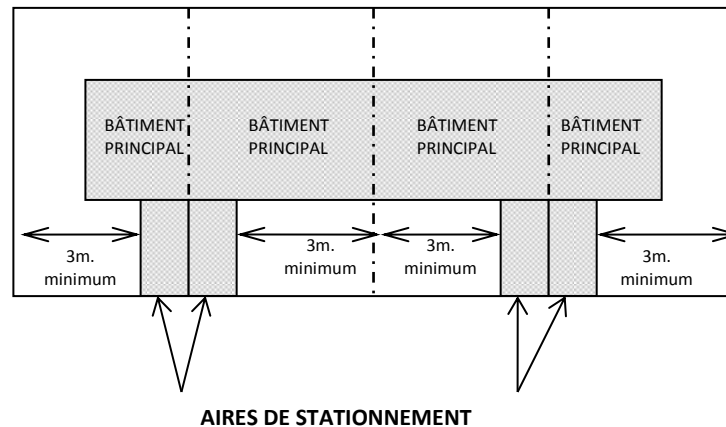 BÂTIMENT
PRINCIPAL
BÂTIMENT
PRINCIPAL
BÂTIMENT
PRINCIPAL
BÂTIMENT
PRINCIPAL
3m.
minimum
3m.
minimum
3m.
minimum
3m.
minimum
AIRES DE STATIONNEMENT